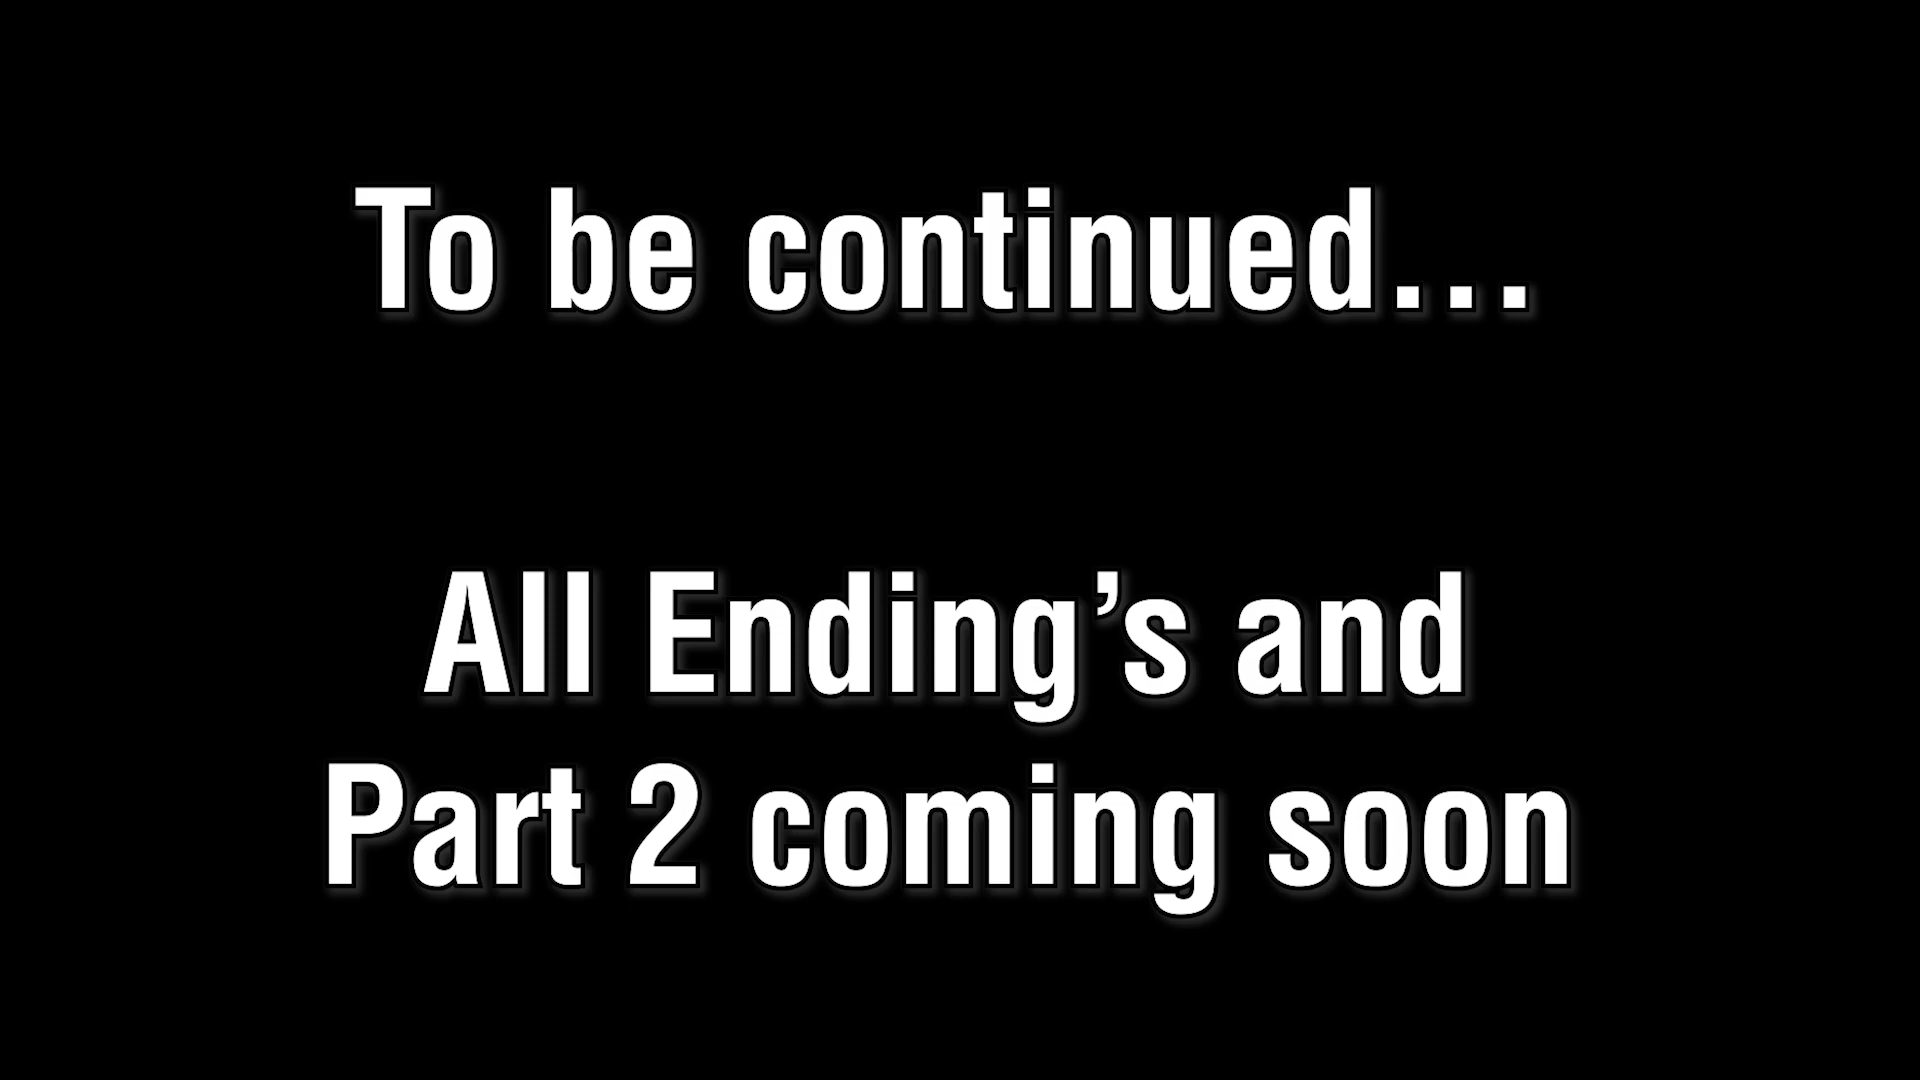 To be continued...
All Ending’s and
Part 2 coming soon